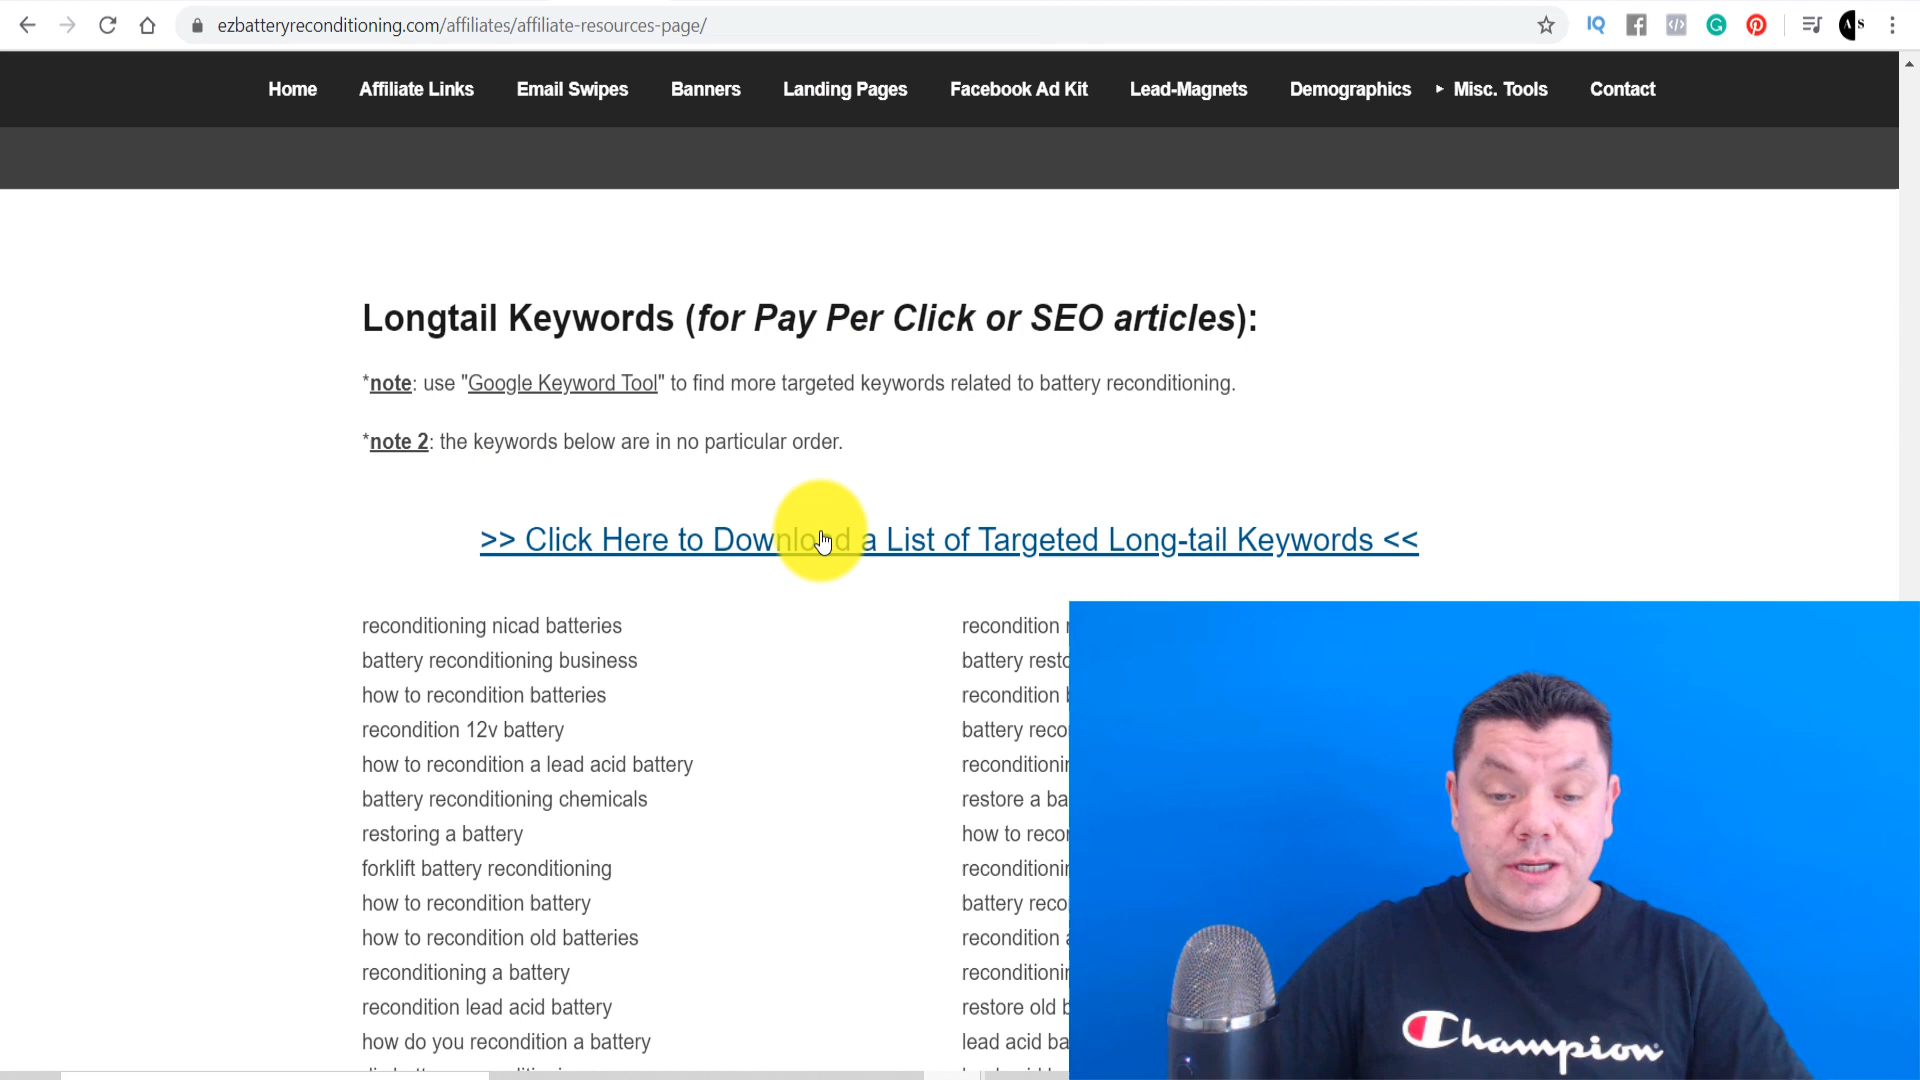 ezbatteryreconditioning.com/affiliates/affiliate-resources-page/
IQ
A S
Home Affiliate Links Email Swipes Banners Landing Pages Facebook Ad Kit Lead-Magnets Demographics Misc. Tools Contact
Longtail Keywords (for Pay Per Click or SEO articles):
*note: use "Google Keyword Tool" to find more targeted keywords related to battery reconditioning.
*note 2: the keywords below are in no particular order.
>> Click Here to Download a List of Targeted Long-tail Keywords <<
reconditioning nicad batteries
battery reconditioning business
how to recondition batteries
recondition 12v battery
how to recondition a lead acid battery
battery reconditioning chemicals
restoring a battery
forklift battery reconditioning
how to recondition battery
how to recondition old batteries
reconditioning a battery
recondition lead acid battery
how do you recondition a battery
recondition
battery
recondition
battery
restore a
how to
battery
recondition
restore old
lead acid
Champion